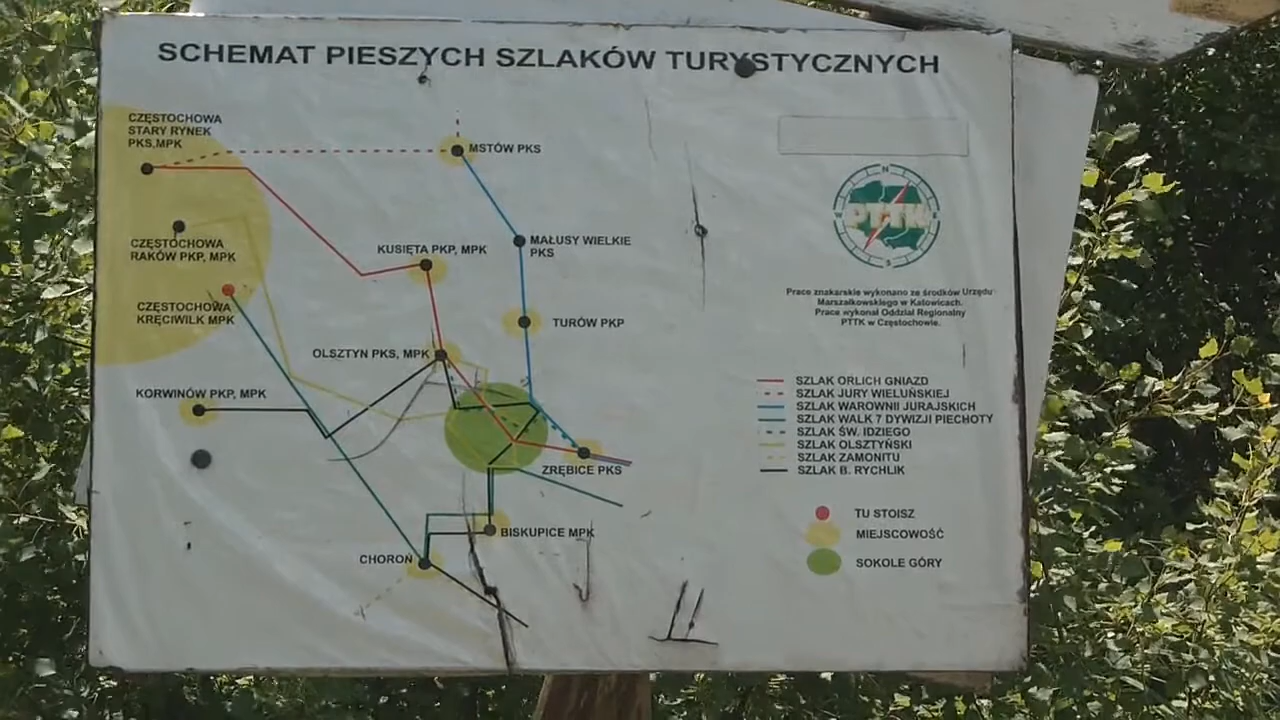 SCHEMAT PIESZYCH SZLAKÓW TURYSTYCZNYCH
CZĘSTOCHOWA
STARY RYNEK
PKS,MPK
MSTÓW PKS
CZĘSTOCHOWA
RAKÓW PKP, MPK
KUSIĘTA PKP, MPK
MAŁUSY WIELKIE
PKS
CZĘSTOCHOWA
KRĘCIWILK MPK
TURÓW PKP
OLSZTYN PKS, MPK
KORWINÓW PKP, MPK
ZRĘBICE PKS
BISKUPICE MPK
CHOROŃ
N
PTTK
S
Prace znakarskie wykonano ze środków Urzędu
Marszałkowskiego w Katowicach.
Prace wykonał Oddział Regionalny
PTTK w Częstochowie.
SZLAK ORLICH GNIAZD
SZLAK JURY WIELUŃSKIEJ
SZLAK WAROWNII JURAJSKICH
SZLAK WALK 7 DYWIZJI PIECHOTY
SZLAK ŚW. IDZIEGO
SZLAK OLSZTYŃSKI
SZLAK ZAMONITU
SZLAK B. RYCHLIK
TU STOISZ
MIEJSCOWOŚĆ
SOKOLE GÓRY